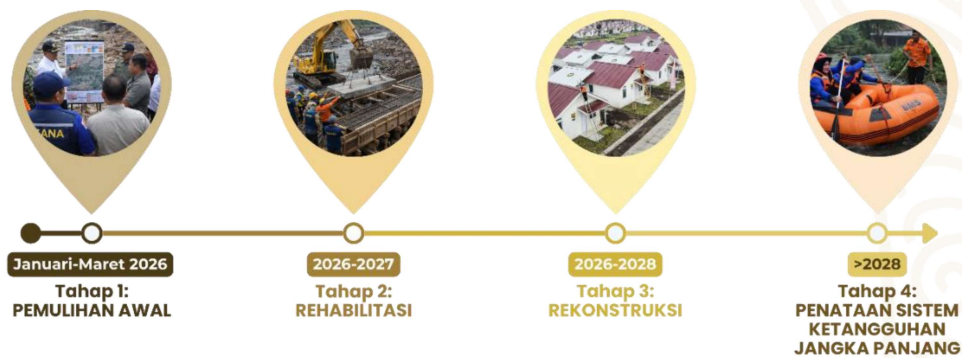 ANA
Januari-Maret 2026
Tahap 1:
PEMULIHAN AWAL
2026-2027
Tahap 2:
REHABILITASI
2026-2028
Tahap 3:
REKONSTRUKSI
>2028
Tahap 4:
PENATAAN SISTEM
KETANGGUHAN
JANGKA PANJANG